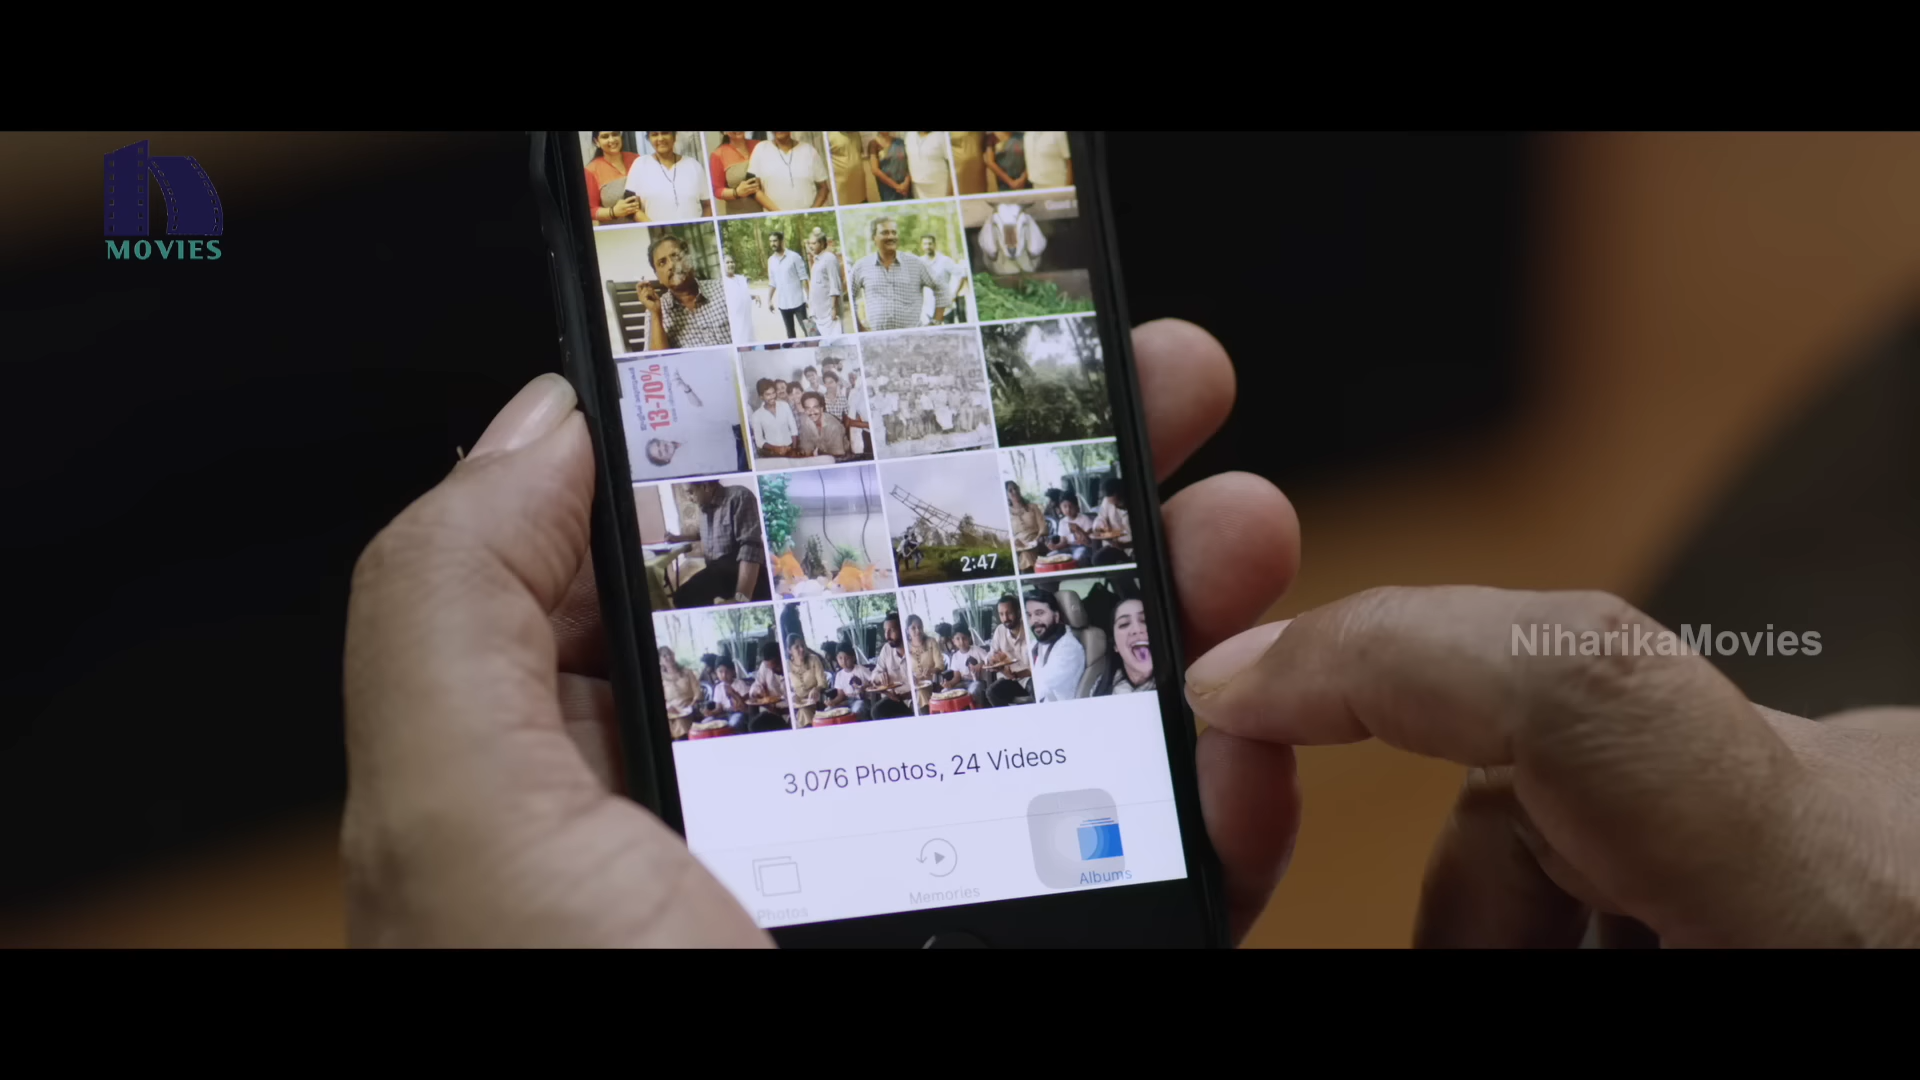 MOVIES
13-70%
2:47
NiharikaMovies
3,076 Photos, 24 Videos
Photos
Memories
Albums